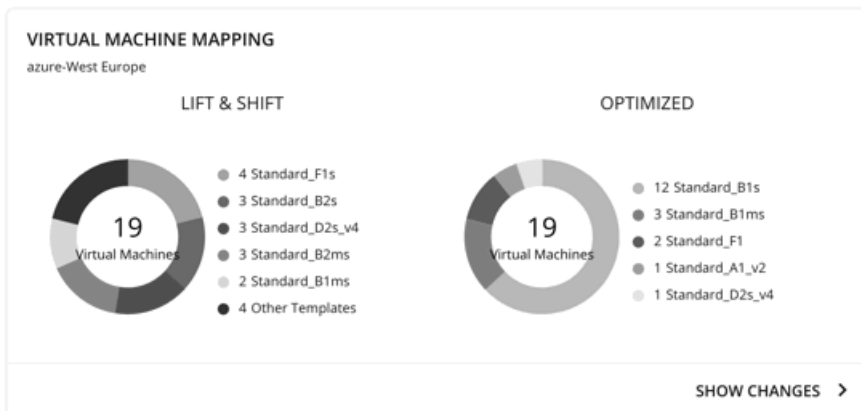 VIRTUAL MACHINE MAPPING
azure-West Europe
LIFT & SHIFT
19
Virtual Machines
4 Standard_F1s
3 Standard_B2s
3 Standard_D2s_v4
3 Standard_B2ms
2 Standard_B1ms
4 Other Templates
OPTIMIZED
19
Virtual Machines
12 Standard_B1s
3 Standard_B1ms
2 Standard_F1
1 Standard_A1_v2
1 Standard_D2s_v4
SHOW CHANGES